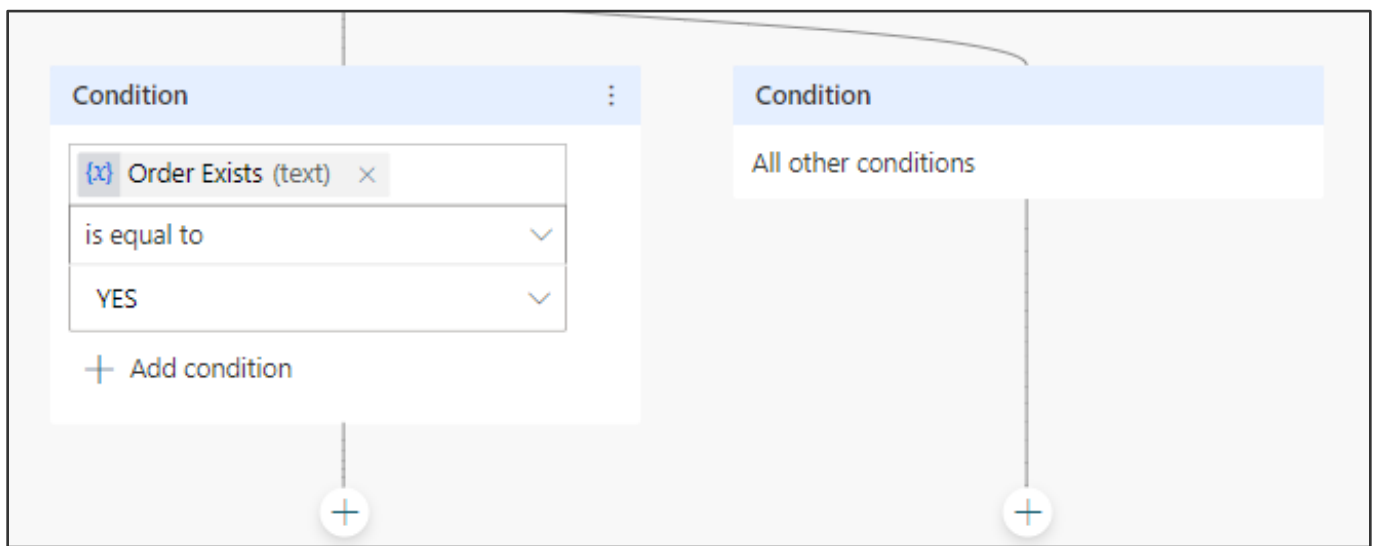 Condition
{x} Order Exists (text) ×
is equal to
YES
+ Add condition
Condition
All other conditions